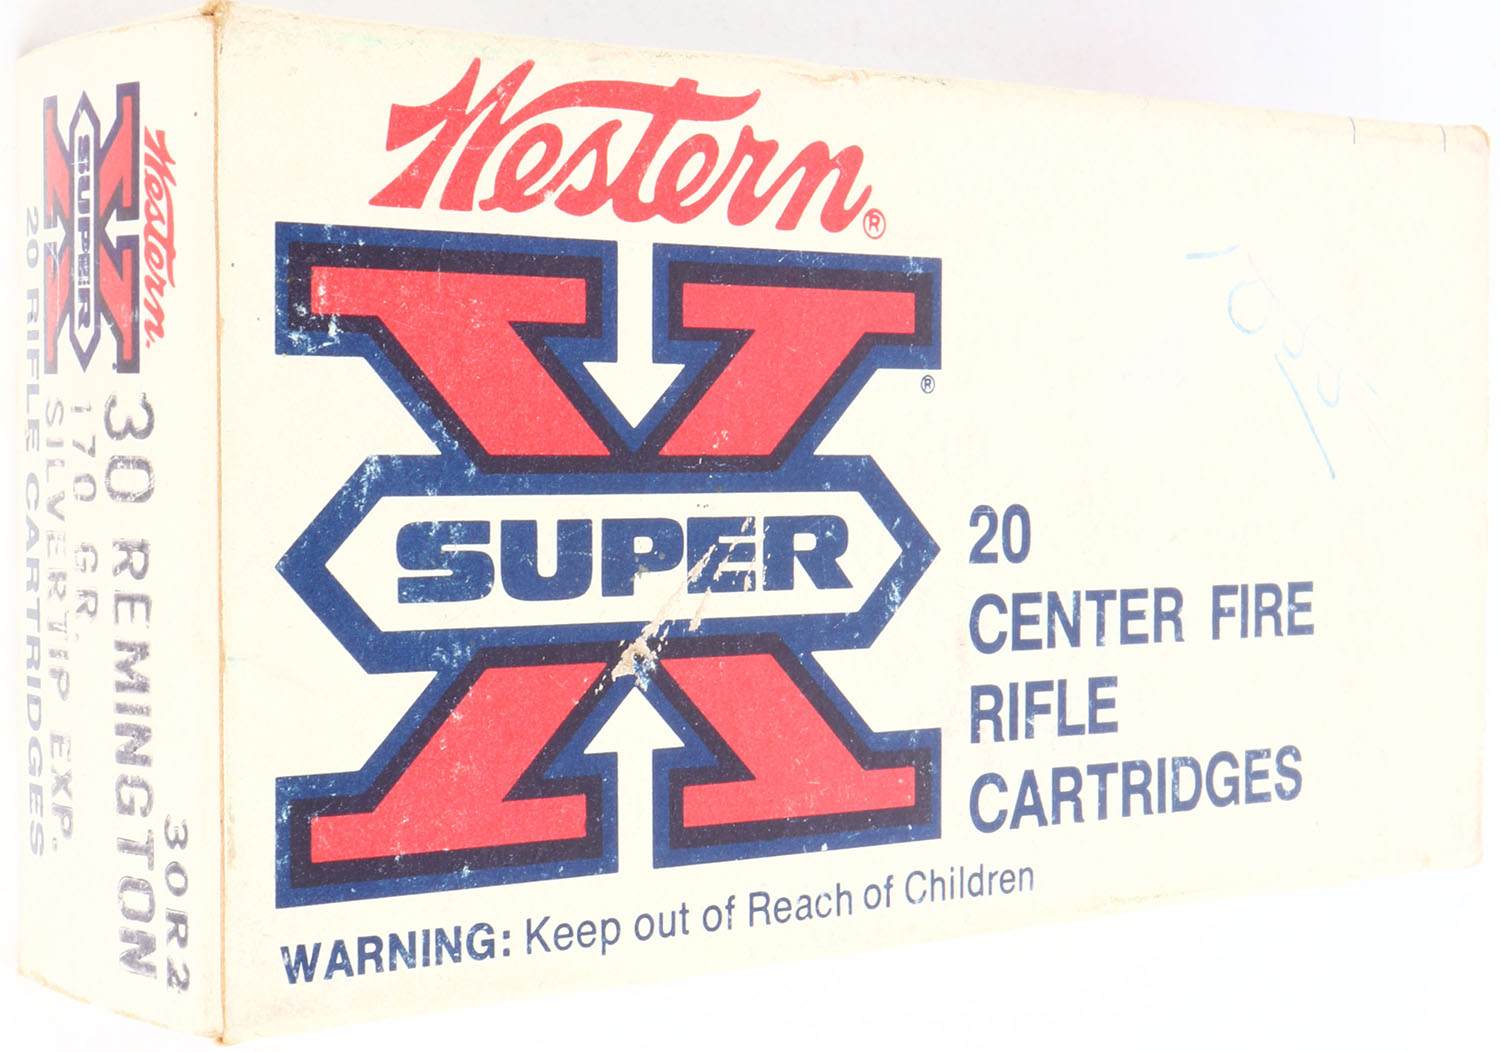 Western®
SUPER
X
®
20
CENTER FIRE
RIFLE
CARTRIDGES
WARNING: Keep out of Reach of Children
Western
SUPER
X
30 REMINGTON
30R2
170 GR.
SILVERTIP EXP.
20 RIFLE CARTRIDGES